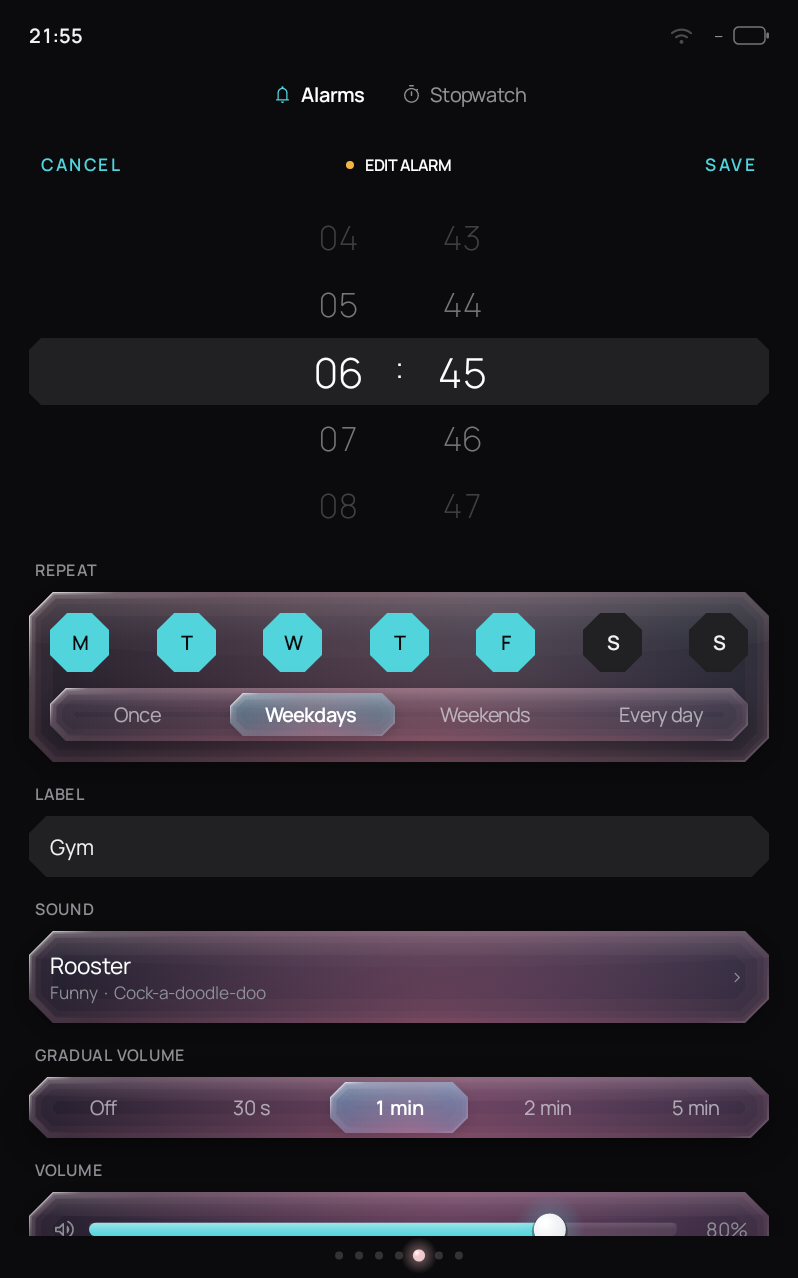 21:55
Alarms Stopwatch
CANCEL EDIT ALARM SAVE
04 43
05 44
06 : 45
07 46
08 47
REPEAT
M T W T F S S
Once Weekdays Weekends Every day
LABEL
Gym
SOUND
Rooster
Funny · Cock-a-doodle-doo
GRADUAL VOLUME
Off 30 s 1 min 2 min 5 min
VOLUME
80%